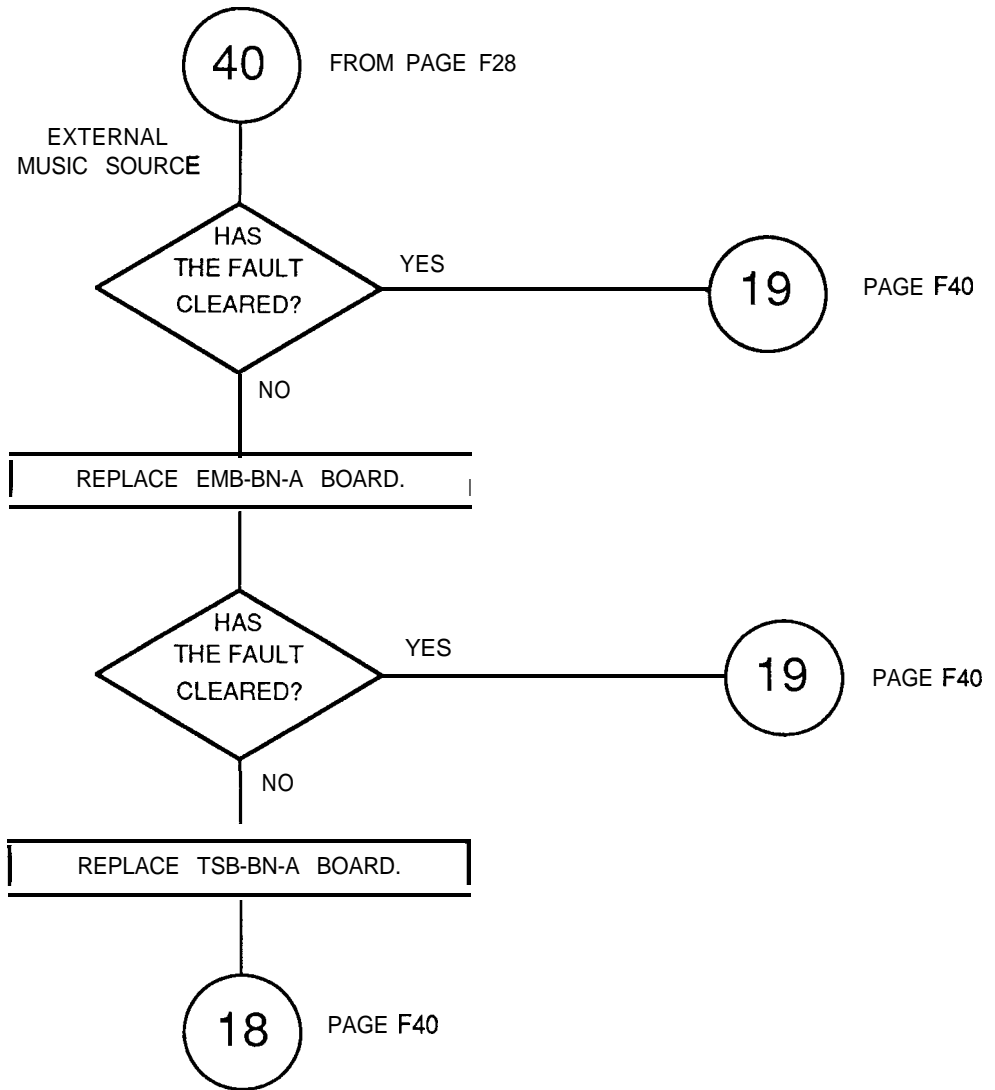 40
FROM PAGE F28
EXTERNAL
MUSIC SOURCE
HAS
THE FAULT
CLEARED?
YES
19
PAGE F40
NO
REPLACE EMB-BN-A BOARD.
HAS
THE FAULT
CLEARED?
YES
19
PAGE F40
NO
REPLACE TSB-BN-A BOARD.
18
PAGE F40